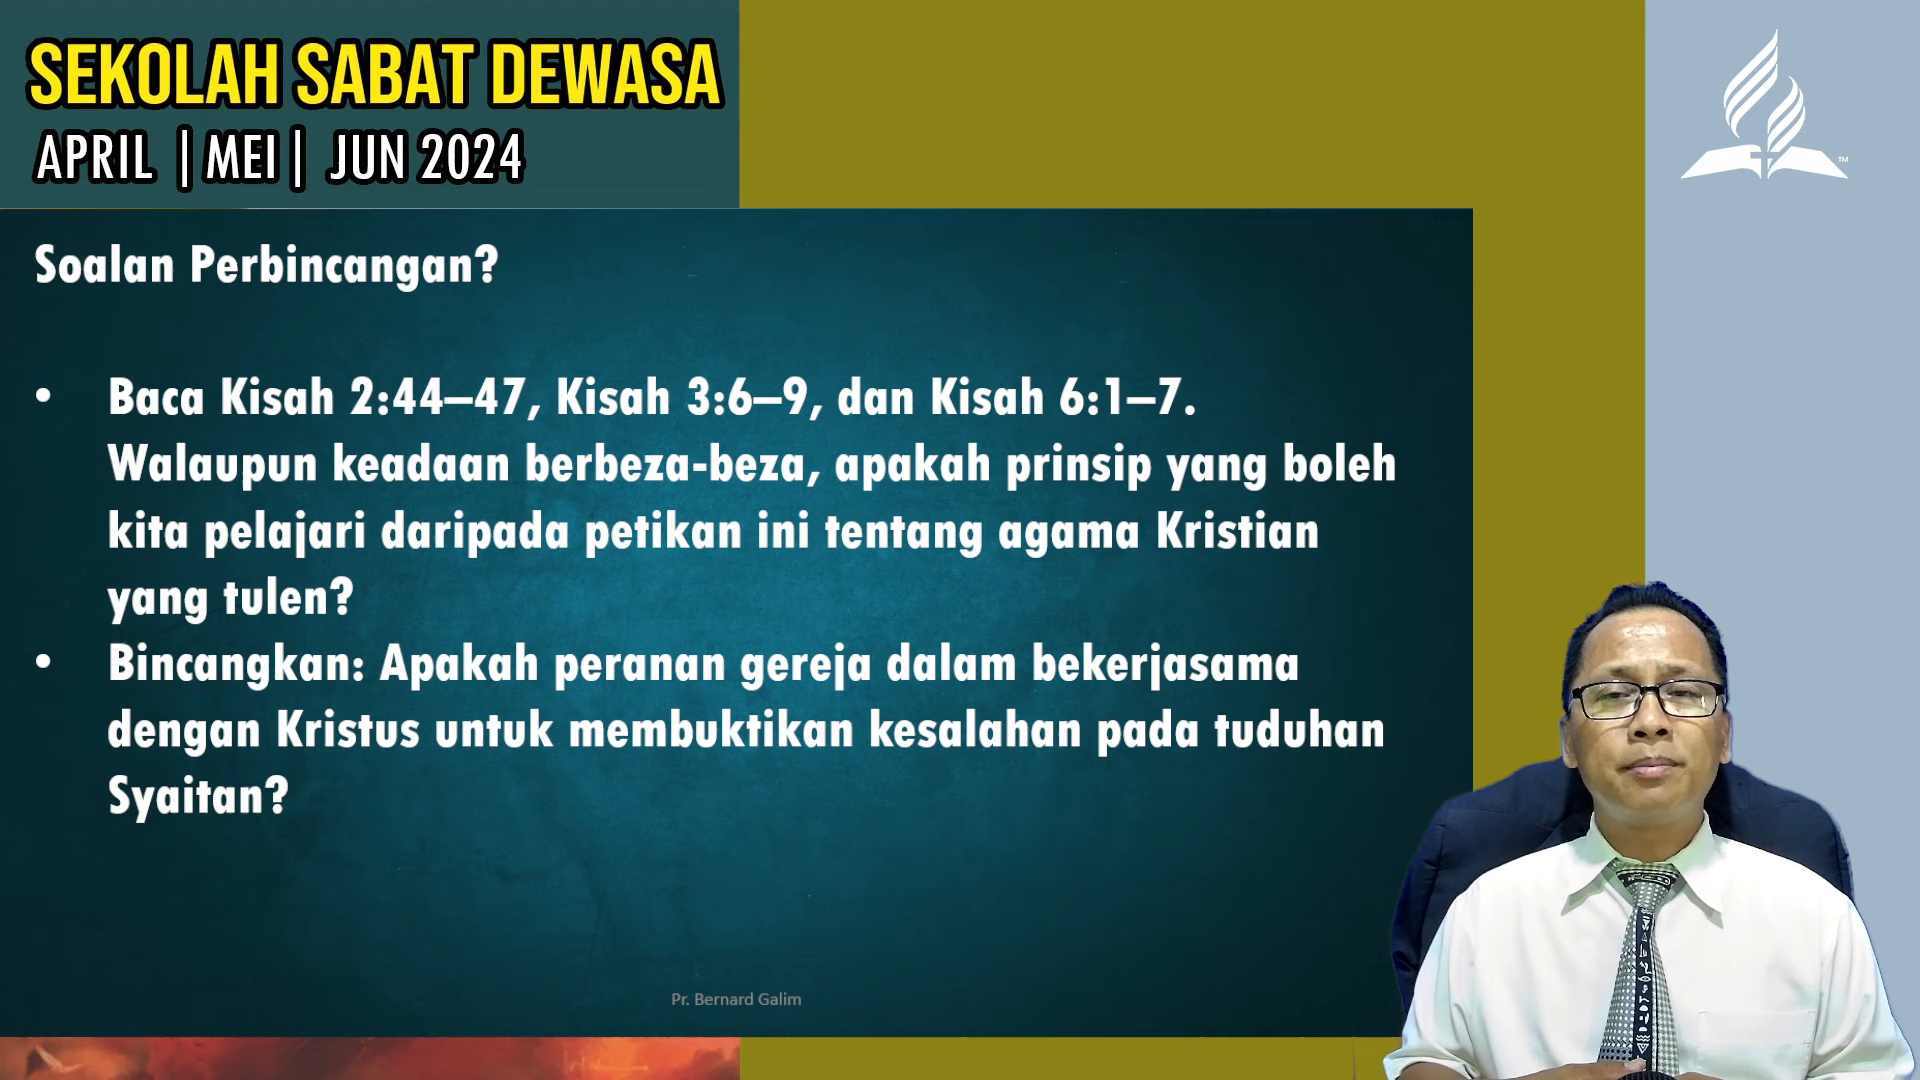 SEKOLAH SABAT DEWASA
APRIL | MEI | JUN 2024
Soalan Perbincangan?
• Baca Kisah 2:44–47, Kisah 3:6–9, dan Kisah 6:1–7.
Walaupun keadaan berbeza-beza, apakah prinsip yang boleh
kita pelajari daripada petikan ini tentang agama Kristian
yang tulen?
• Bincangkan: Apakah peranan gereja dalam bekerjasama
dengan Kristus untuk membuktikan kesalahan pada tuduhan
Syaitan?
Pr. Bernard Galim
TM